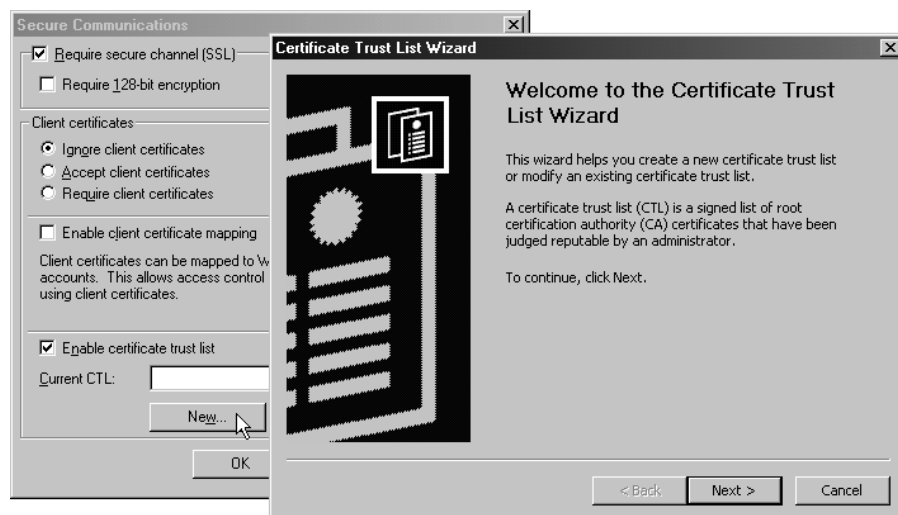 Secure Communications
Require secure channel (SSL)
Require 128-bit encryption
Client certificates
Ignore client certificates
Accept client certificates
Require client certificates
Enable client certificate mapping
Client certificates can be mapped to W
accounts. This allows access control
using client certificates.
Enable certificate trust list
Current CTL:
New...
OK
Certificate Trust List Wizard
Welcome to the Certificate Trust
List Wizard
This wizard helps you create a new certificate trust list
or modify an existing certificate trust list.
A certificate trust list (CTL) is a signed list of root
certification authority (CA) certificates that have been
judged reputable by an administrator.
To continue, click Next.
< Back
Next >
Cancel